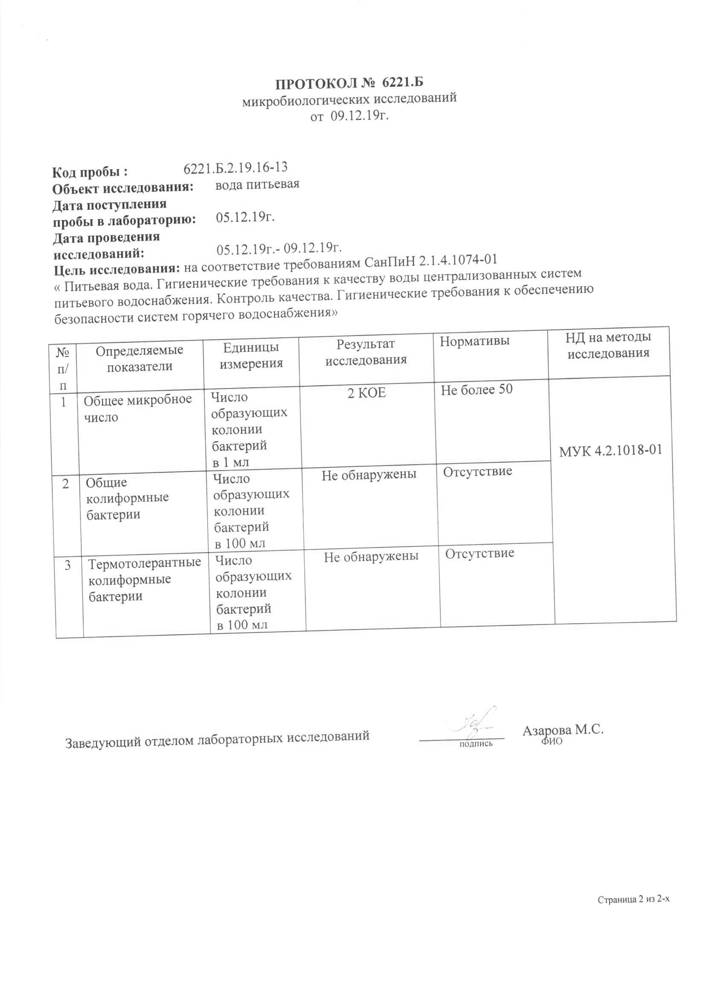 ПРОТОКОЛ № 6221.Б
микробиологических исследований
от 09.12.19г.
Код пробы : 6221.Б.2.19.16-13
Объект исследования: вода питьевая
Дата поступления
пробы в лабораторию: 05.12.19г.
Дата проведения
исследований: 05.12.19г.- 09.12.19г.
Цель исследования: на соответствие требованиям СанПиН 2.1.4.1074-01
« Питьевая вода. Гигиенические требования к качеству воды централизованных систем
питьевого водоснабжения. Контроль качества. Гигиенические требования к обеспечению
безопасности систем горячего водоснабжения»
№
п/
п
Определяемые
показатели
Единицы
измерения
Результат
исследования
Нормативы
НД на методы
исследования
1
Общее микробное
число
Число
образующих
колонии
бактерий
в 1 мл
2 КОЕ
Не более 50
МУК 4.2.1018-01
2
Общие
колиформные
бактерии
Число
образующих
колонии
бактерий
в 100 мл
Не обнаружены
Отсутствие
3
Термотолерантные
колиформные
бактерии
Число
образующих
колонии
бактерий
в 100 мл
Не обнаружены
Отсутствие
Заведующий отделом лабораторных исследований
подпись
Азарова М.С.
ФИО
Страница 2 из 2-х